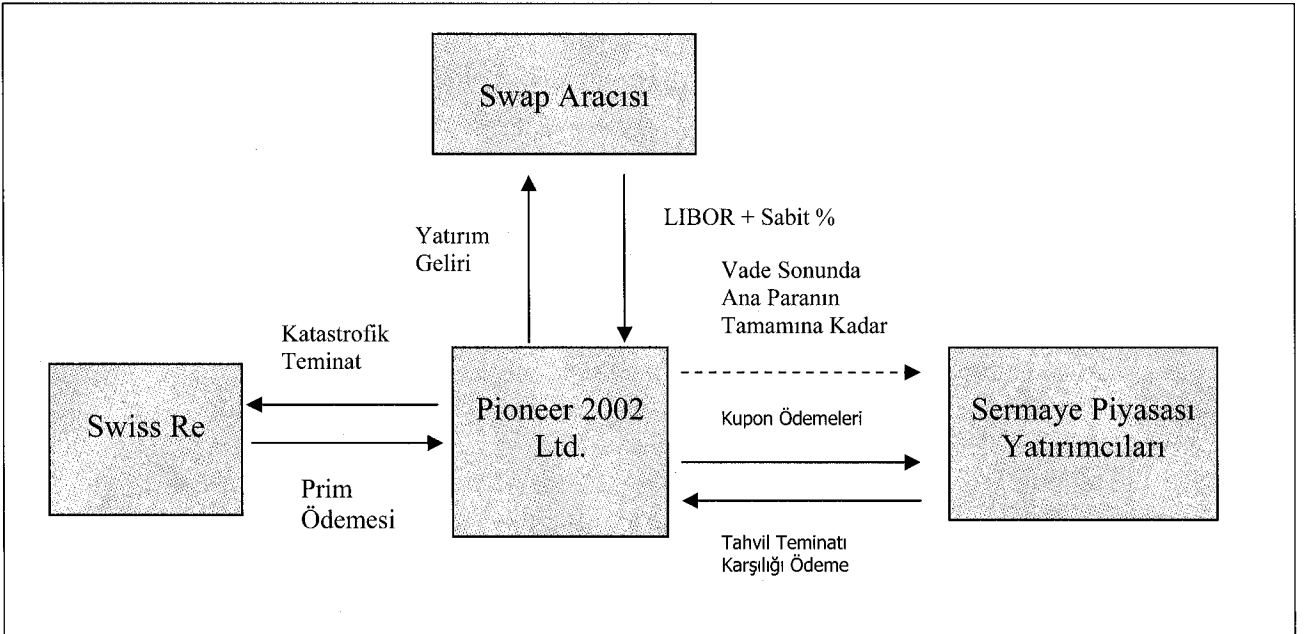 Swap Aracısı
LIBOR + Sabit %
Yatırım
Geliri
Vade Sonunda
Ana Paranın
Tamamına Kadar
Katastrofik
Teminat
Swiss Re
Pioneer 2002
Ltd.
Kupon Ödemeleri
Sermaye Piyasası
Yatırımcıları
Prim
Ödemesi
Tahvil Teminatı
Karşılığı Ödeme